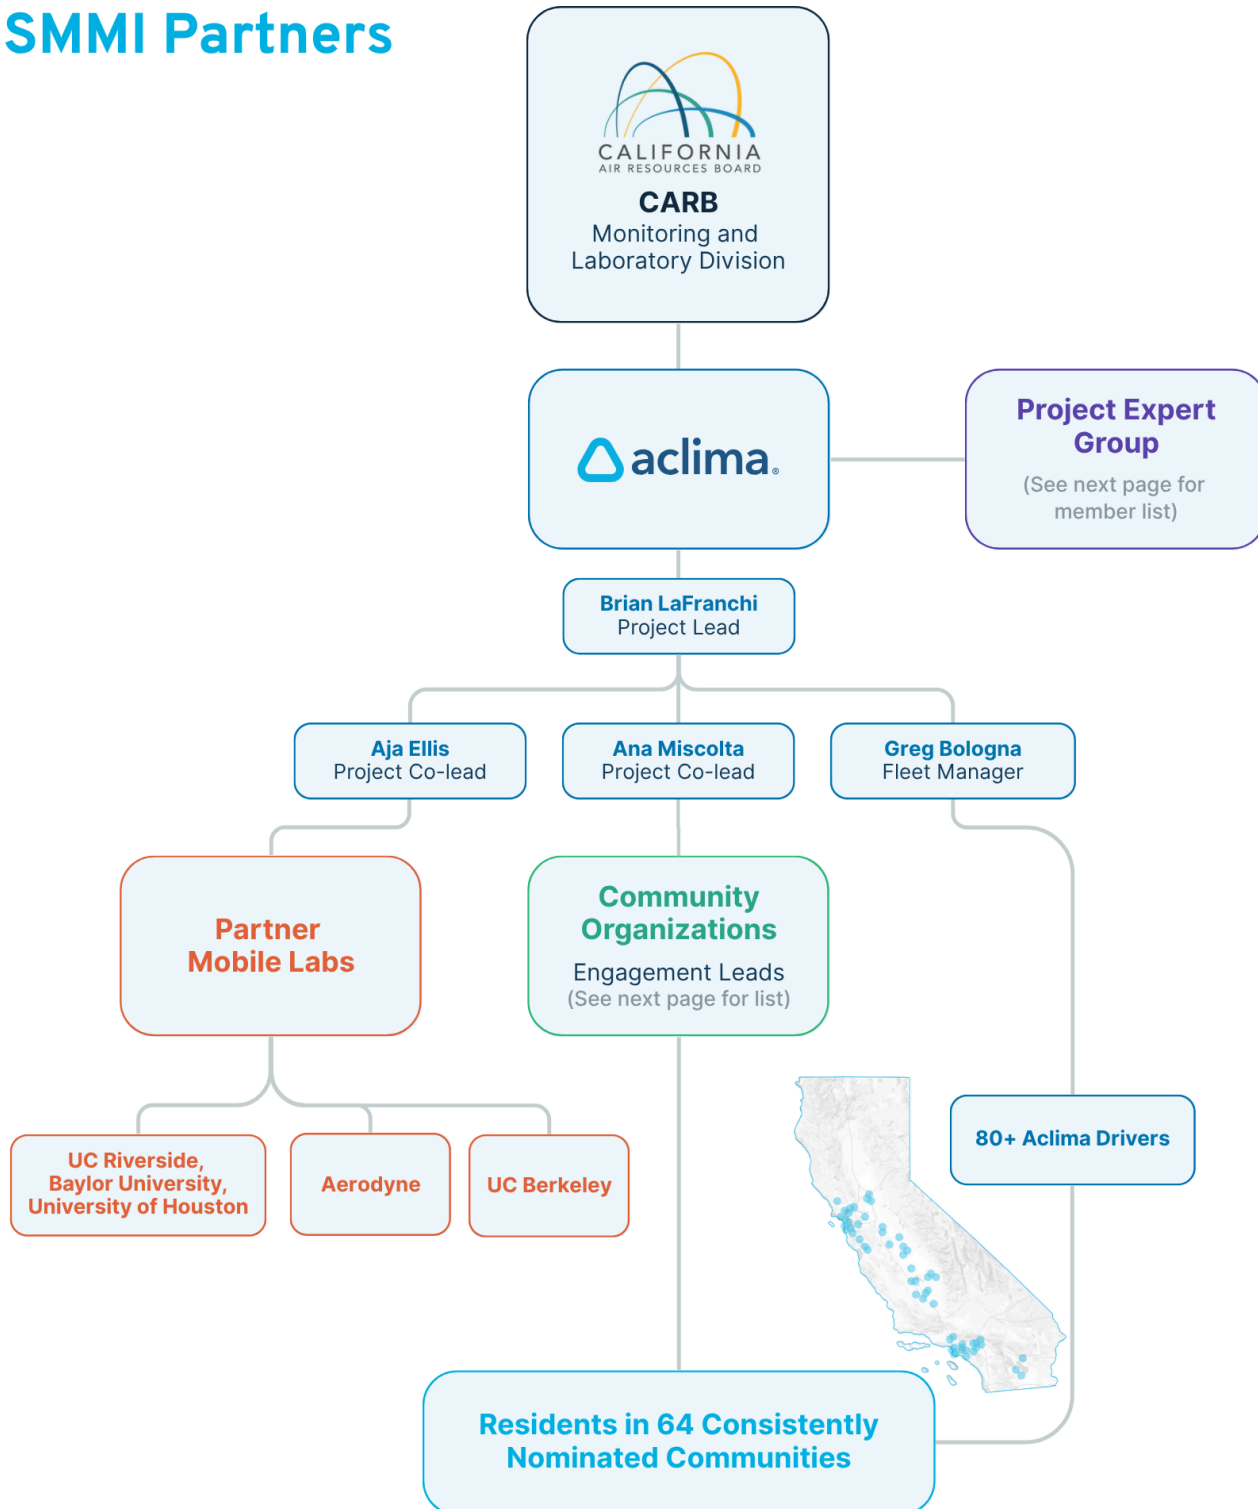 SMMI Partners
CALIFORNIA
AIR RESOURCES BOARD
CARB
Monitoring and
Laboratory Division
aclima®
Project Expert
Group
(See next page for
member list)
Brian LaFranchi
Project Lead
Aja Ellis
Project Co-lead
Ana Miscolta
Project Co-lead
Greg Bologna
Fleet Manager
Partner
Mobile Labs
Community
Organizations
Engagement Leads
(See next page for list)
UC Riverside,
Baylor University,
University of Houston
Aerodyne
UC Berkeley
80+ Aclima Drivers
Residents in 64 Consistently
Nominated Communities